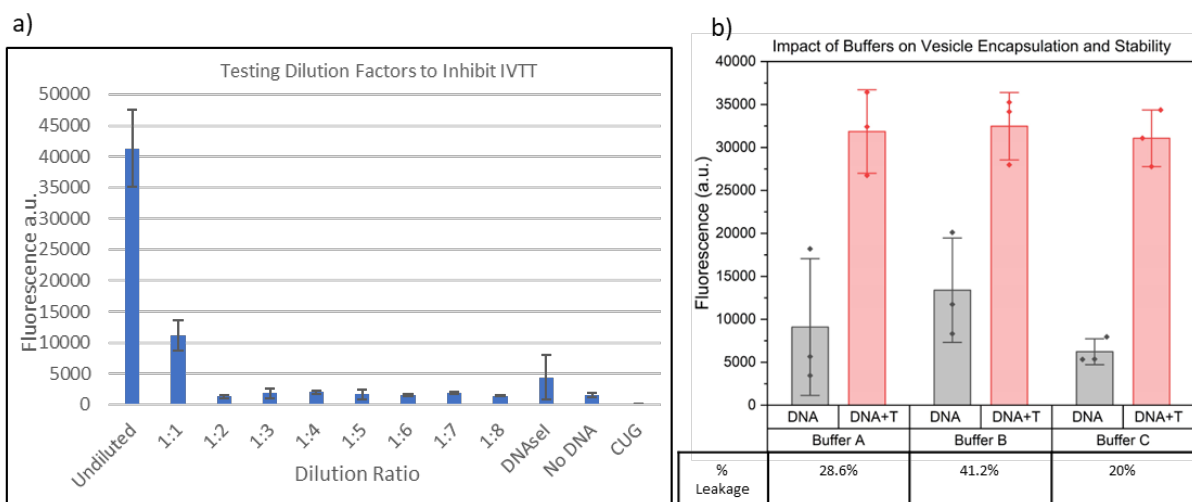 a)
Testing Dilution Factors to Inhibit IVTT
50000
45000
40000
35000
30000
25000
20000
15000
10000
5000
0
Fluorescence a.u.
Undiluted
1:1
1:2
1:3
1:4
1:5
1:6
1:7
1:8
DNAseI
No DNA
CUG
Dilution Ratio
b)
Impact of Buffers on Vesicle Encapsulation and Stability
40000
35000
30000
25000
20000
15000
10000
5000
0
Fluorescence (a.u.)
DNA DNA+T DNA DNA+T DNA DNA+T
Buffer A Buffer B Buffer C
% Leakage 28.6% 41.2% 20%